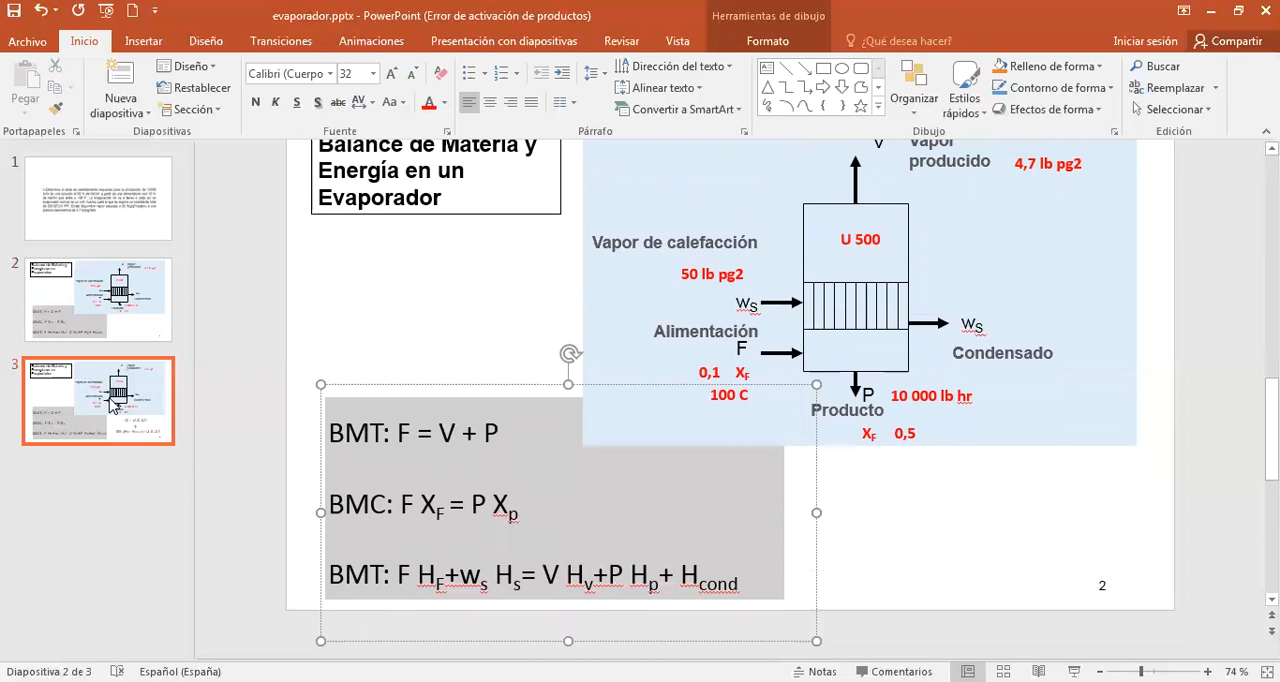 evaporador.pptx - PowerPoint (Error de activación de productos)
Herramientas de dibujo
Archivo Inicio Insertar Diseño Transiciones Animaciones Presentación con diapositivas Revisar Vista Formato ¿Qué desea hacer? Iniciar sesión Compartir
Pegar
Nueva diapositiva
Diseño
Restablecer
Sección
Calibri (Cuerpo 32
N K S S abc AV Aa A
Dirección del texto
Alinear texto
Convertir a SmartArt
Organizar
Estilos rápidos
Relleno de forma
Contorno de forma
Efectos de forma
Buscar
Reemplazar
Seleccionar
Portapapeles Diapositivas Fuente Párrafo Dibujo Edición
1
2
3
Balance de Materia y
Energía en un
Evaporador
V
Vapor
producido
4,7 lb pg2
U 500
Vapor de calefacción
50 lb pg2
wS
Alimentación
F
0,1 XF
100 C
wS
Condensado
P
10 000 lb hr
Producto
XF 0,5
BMT: F = V + P
BMC: F XF = P Xp
BMT: F HF+ws Hs= V Hv+P Hp+ Hcond
2
Diapositiva 2 de 3 Español (España) Notas Comentarios 74 %